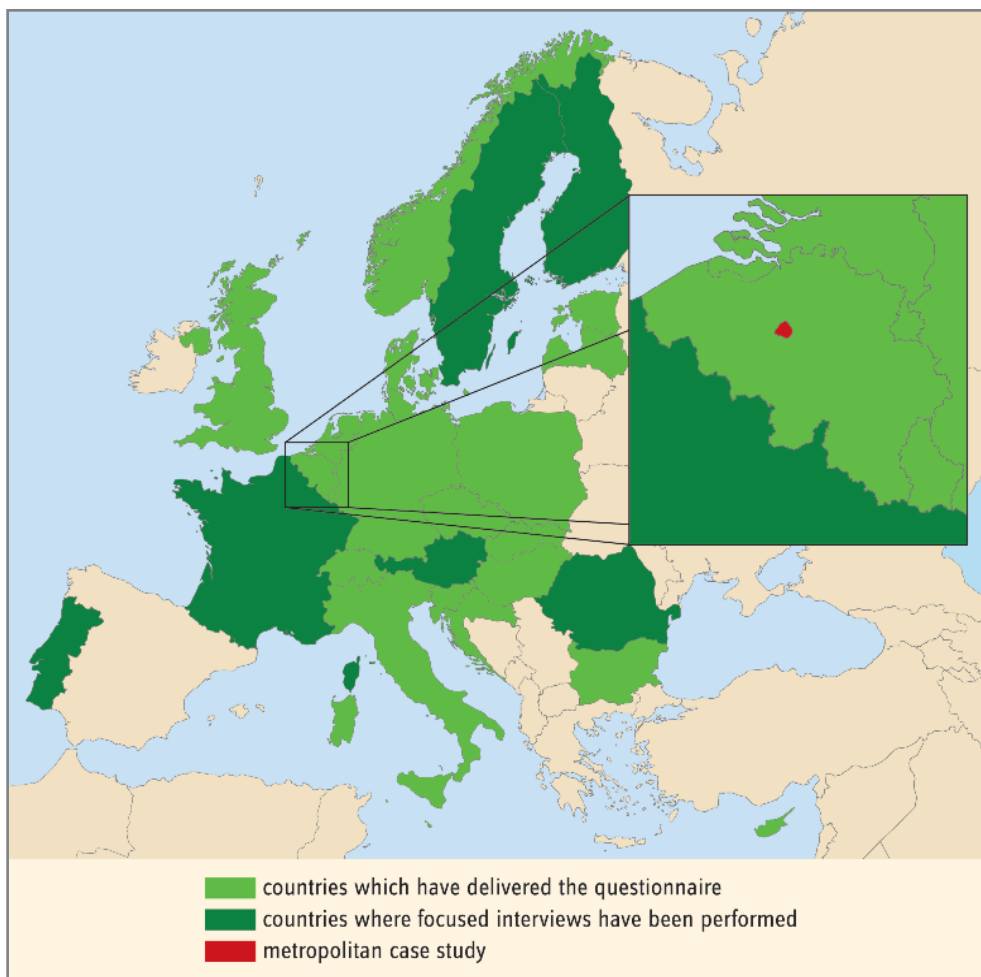 countries which have delivered the questionnaire
countries where focused interviews have been performed
metropolitan case study